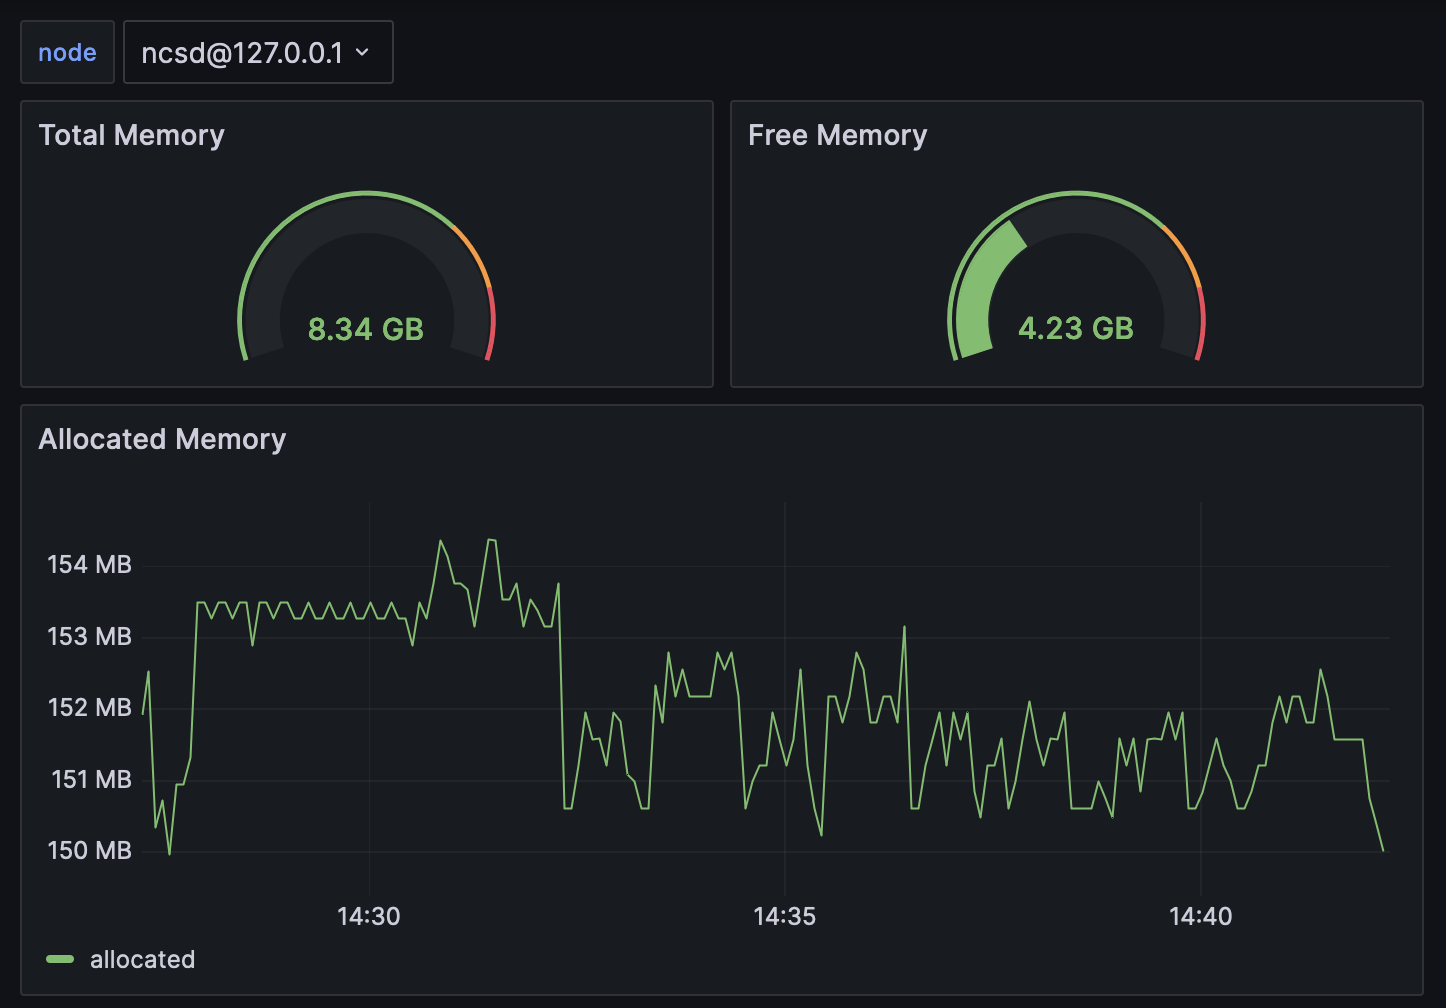 node ncsd@127.0.0.1
Total Memory
8.34 GB
Free Memory
4.23 GB
Allocated Memory
154 MB
153 MB
152 MB
151 MB
150 MB
14:30 14:35 14:40
allocated